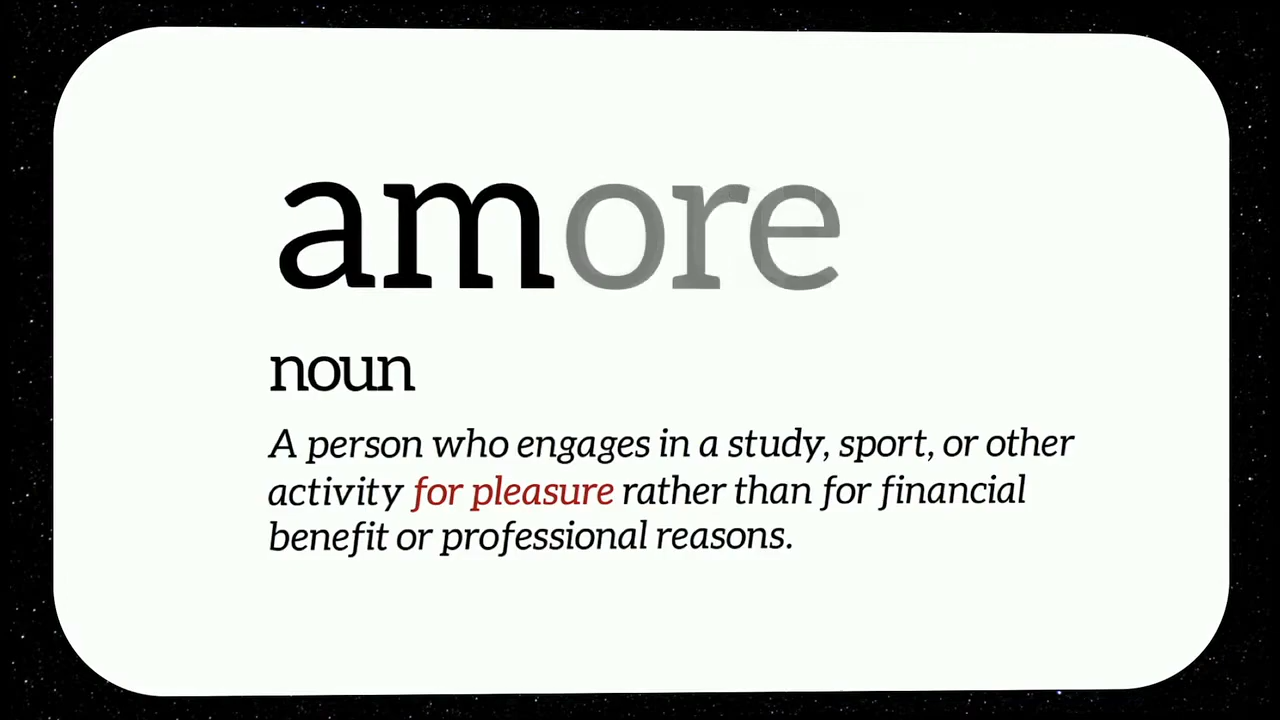 amore
noun
A person who engages in a study, sport, or other
activity for pleasure rather than for financial
benefit or professional reasons.